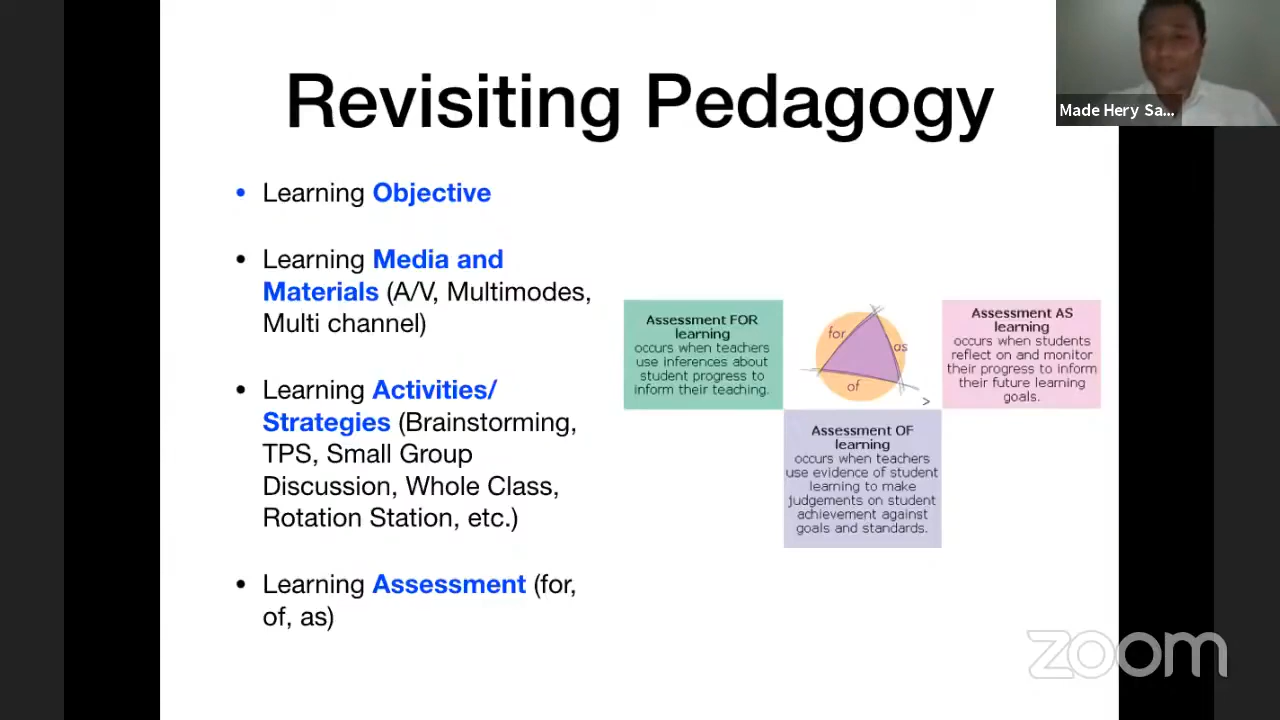 Revisiting Pedagogy
Made Hery Sa...
• Learning Objective
• Learning Media and
Materials (A/V, Multimodes,
Multi channel)
• Learning Activities/
Strategies (Brainstorming,
TPS, Small Group
Discussion, Whole Class,
Rotation Station, etc.)
• Learning Assessment (for,
of, as)
Assessment FOR
learning
occurs when teachers
use inferences about
student progress to
inform their teaching.
for
as
of
>
Assessment AS
learning
occurs when students
reflect on and monitor
their progress to inform
their future learning
goals.
Assessment OF
learning
occurs when teachers
use evidence of student
learning to make
judgements on student
achievement against
goals and standards.
zoom